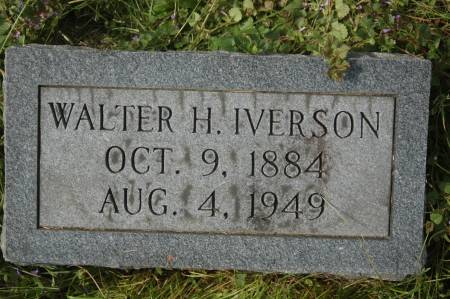 WALTER H. IVERSON
OCT. 9, 1884
AUG. 4, 1949